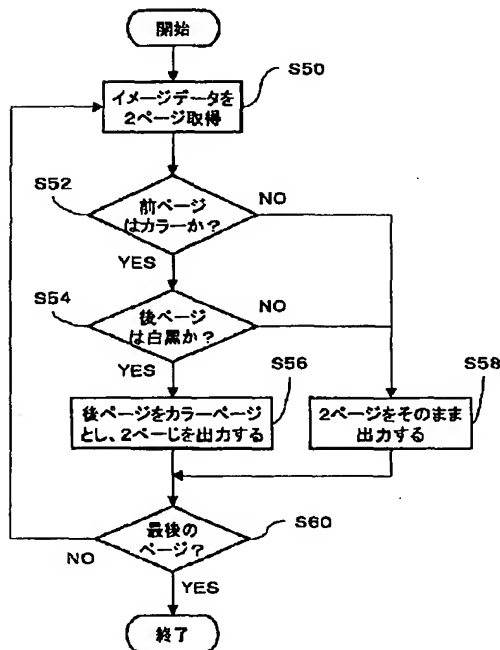 開始
S50
イメージデータを
2ページ取得
S52
前ページ
はカラーか?
NO
YES
S54
後ページ
は白黒か?
NO
YES
S56
後ページをカラーページ
とし、2ぺーじを出力する
S58
2ページをそのまま
出力する
S60
最後の
ページ?
NO
YES
終了